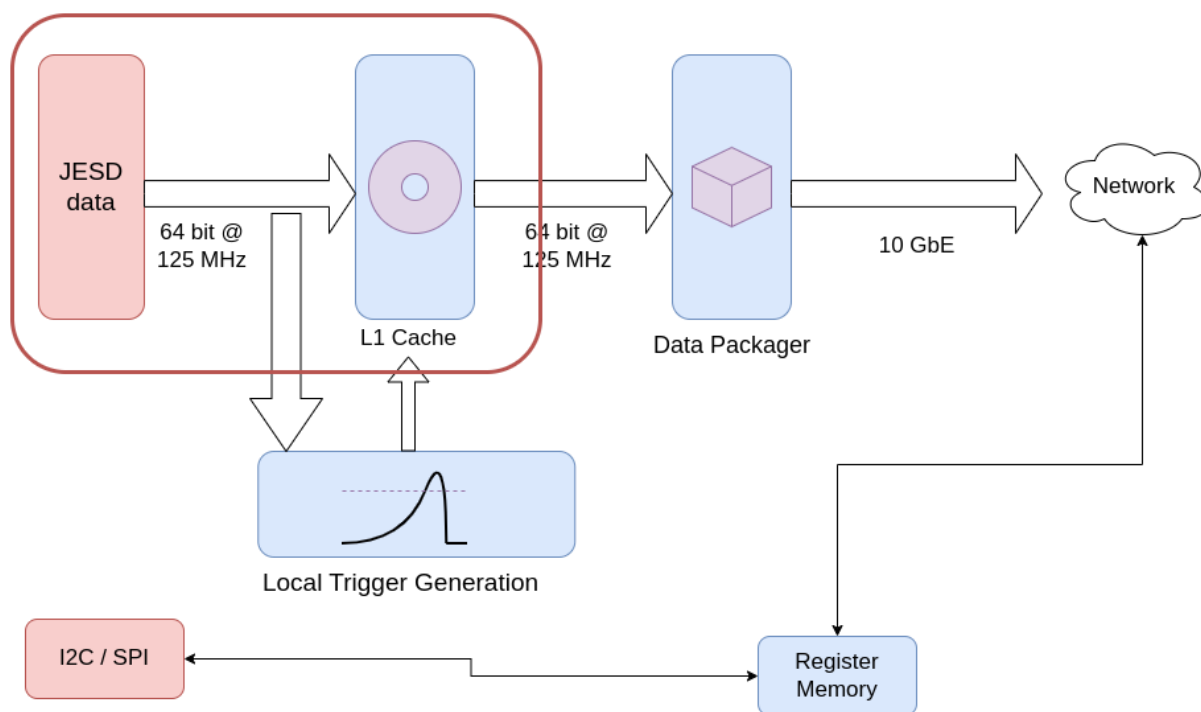 JESD
data
64 bit @
125 MHz
L1 Cache
64 bit @
125 MHz
Data Packager
10 GbE
Network
Local Trigger Generation
I2C / SPI
Register
Memory